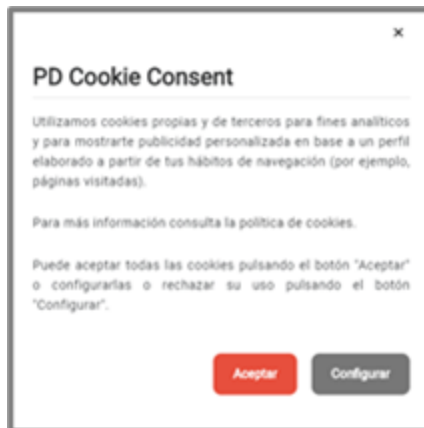 ×
PD Cookie Consent
Utilizamos cookies propias y de terceros para fines analíticos
y para mostrarte publicidad personalizada en base a un perfil
elaborado a partir de tus hábitos de navegación (por ejemplo,
páginas visitadas).
Para más información consulta la política de cookies.
Puede aceptar todas las cookies pulsando el botón "Aceptar"
o configurarlas o rechazar su uso pulsando el botón
"Configurar".
Aceptar Configurar